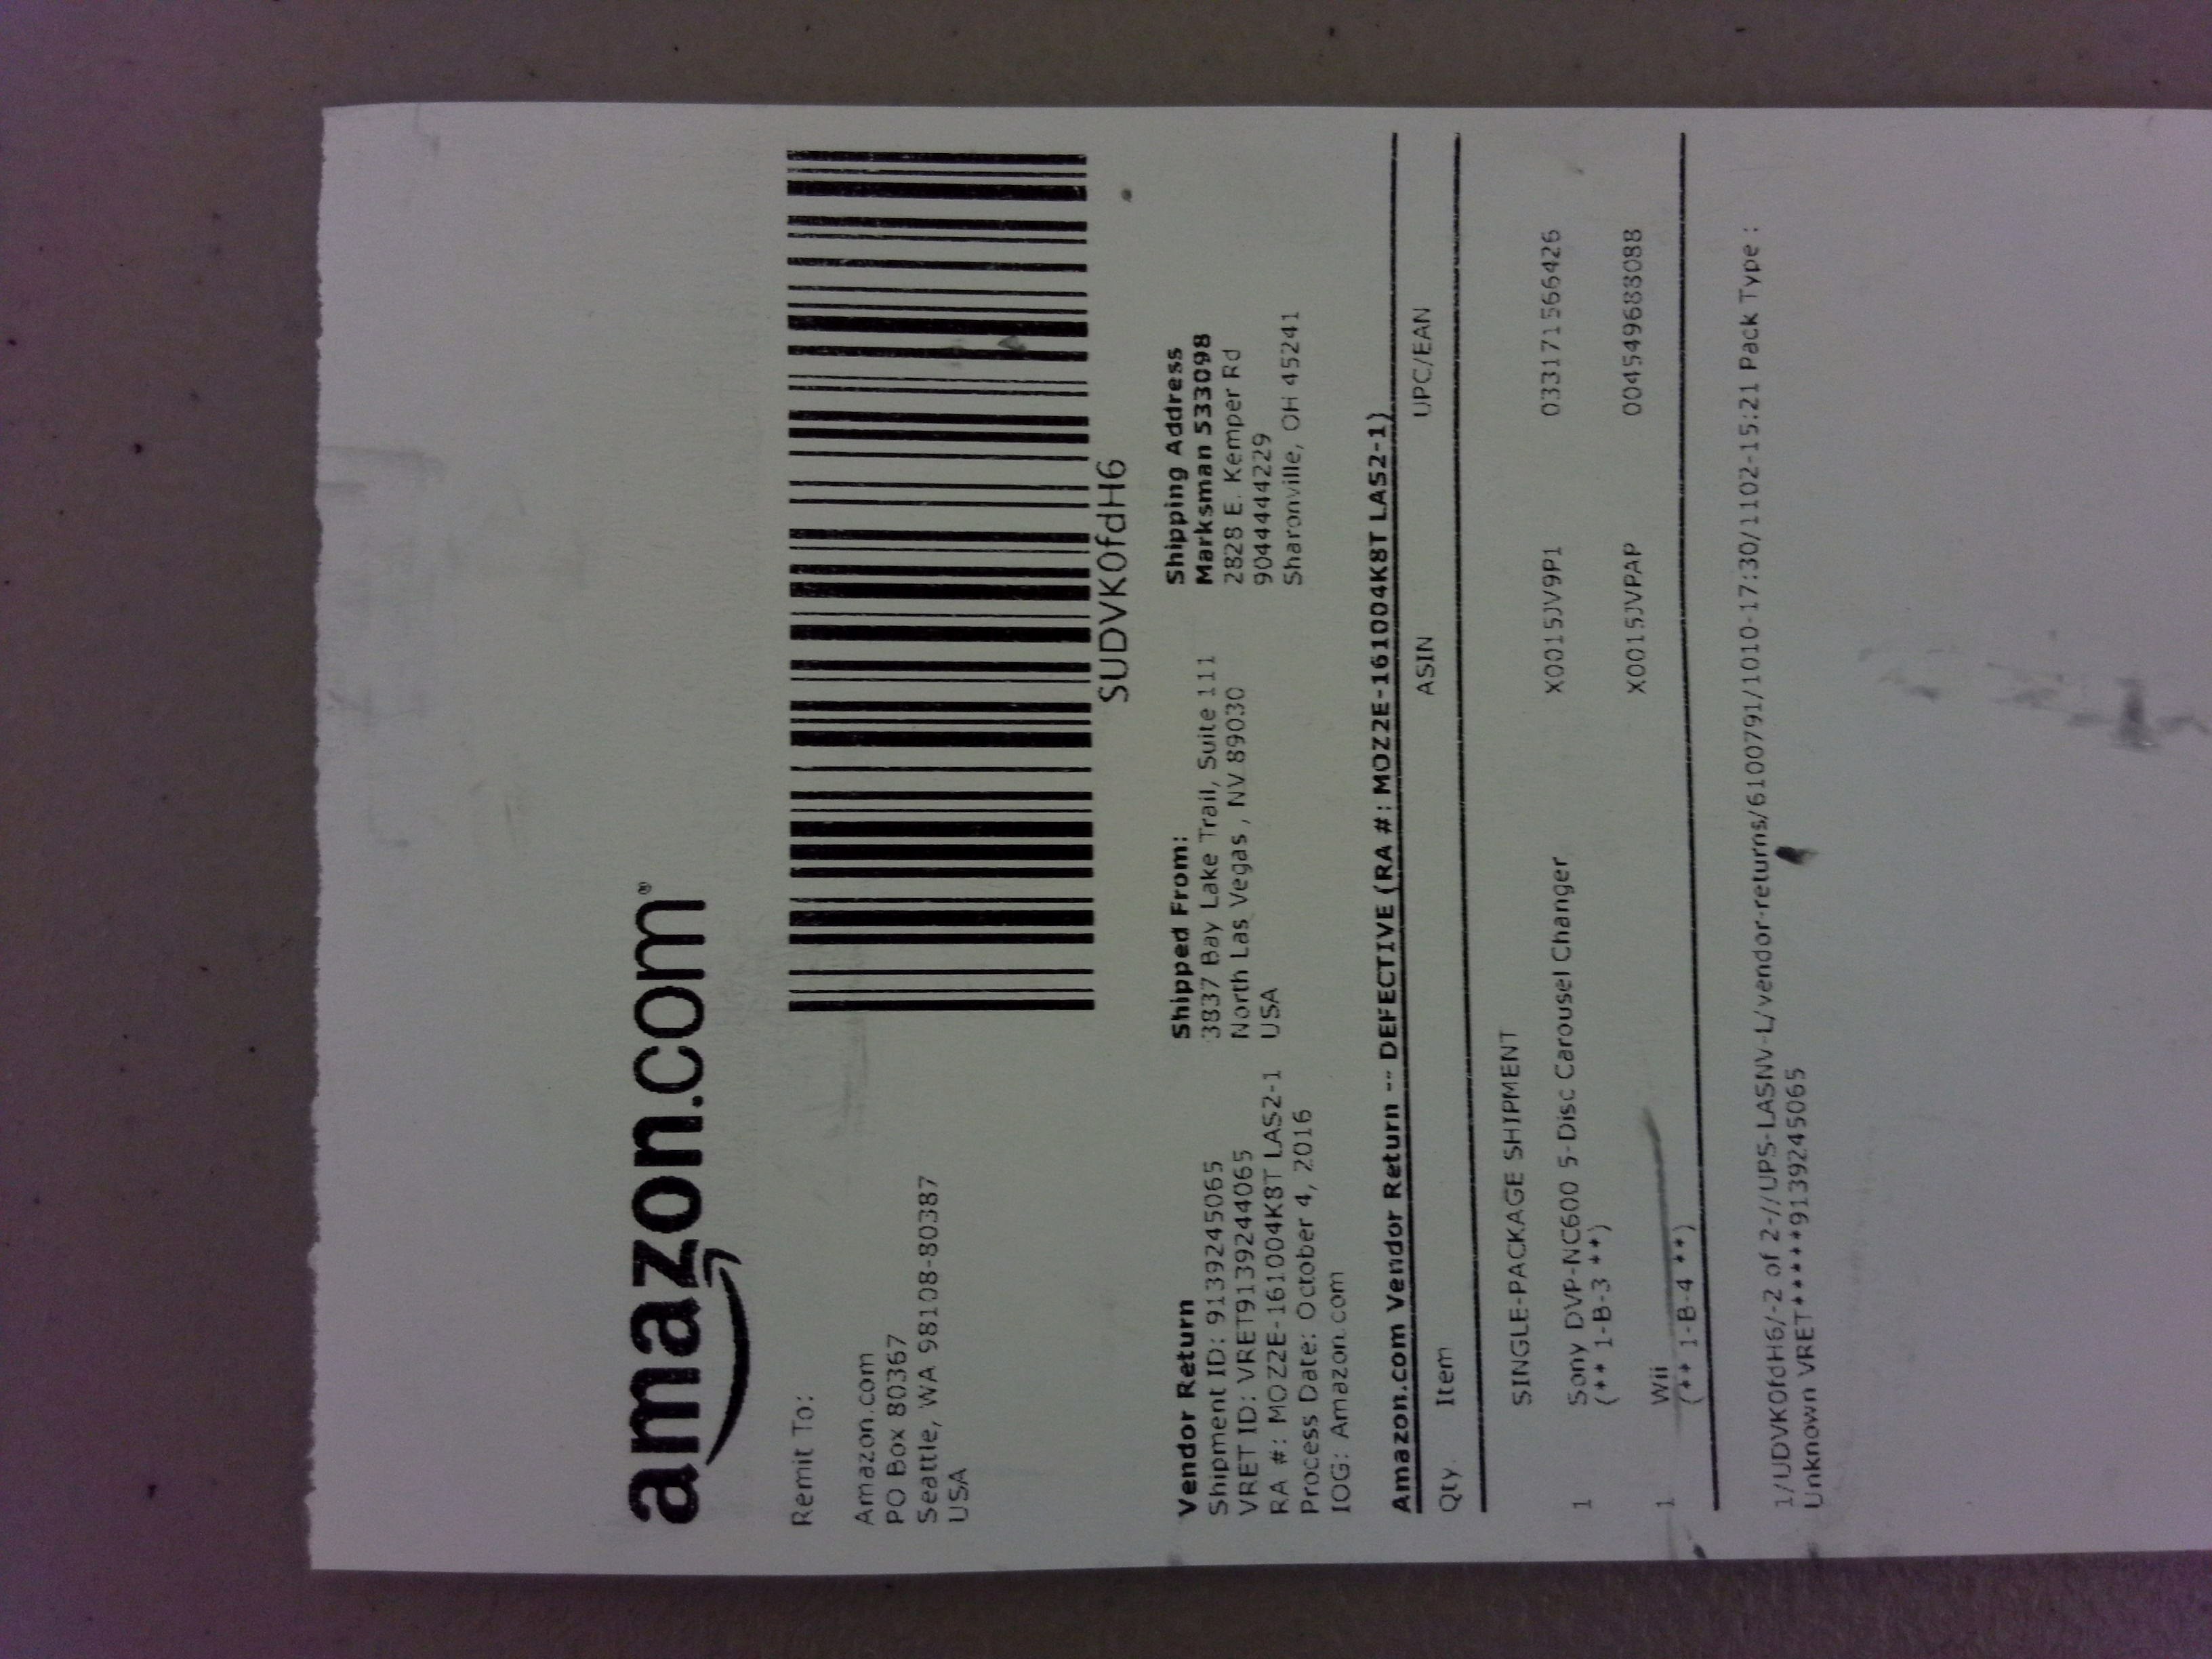 amazon.com®
Remit To:
Amazon.com
PO Box 80367
Seattle, WA 98108-80387
USA
SUDVK0fdH6
Vendor Return
Shipment ID: 9139245065
VRET ID: VRET9139244065
RA #: MOZ2E-161004K8T LAS2-1
Process Date: October 4, 2016
IOG: Amazon.com
Shipped From:
3837 Bay Lake Trail, Suite 111
North Las Vegas , NV 89030
USA
Shipping Address
Marksman 533098
2828 E. Kemper Rd
9044444229
Sharonville, OH 45241
Amazon.com Vendor Return -- DEFECTIVE (RA #: MOZ2E-161004K8T LAS2-1)
Qty. Item ASIN UPC/EAN
SINGLE-PACKAGE SHIPMENT
1 Sony DVP-NC600 5-Disc Carousel Changer X0015JV9P1 033171566426
(** 1-B-3 **)
1 Wii X0015JVPAP 004549688088
(** 1-B-4 **)
1/UDVK0fdH6/-2 of 2-//UPS-LASNV-L/vendor-returns/6100791/1010-17:30/1102-15:21 Pack Type :
Unknown VRET*****9139245065